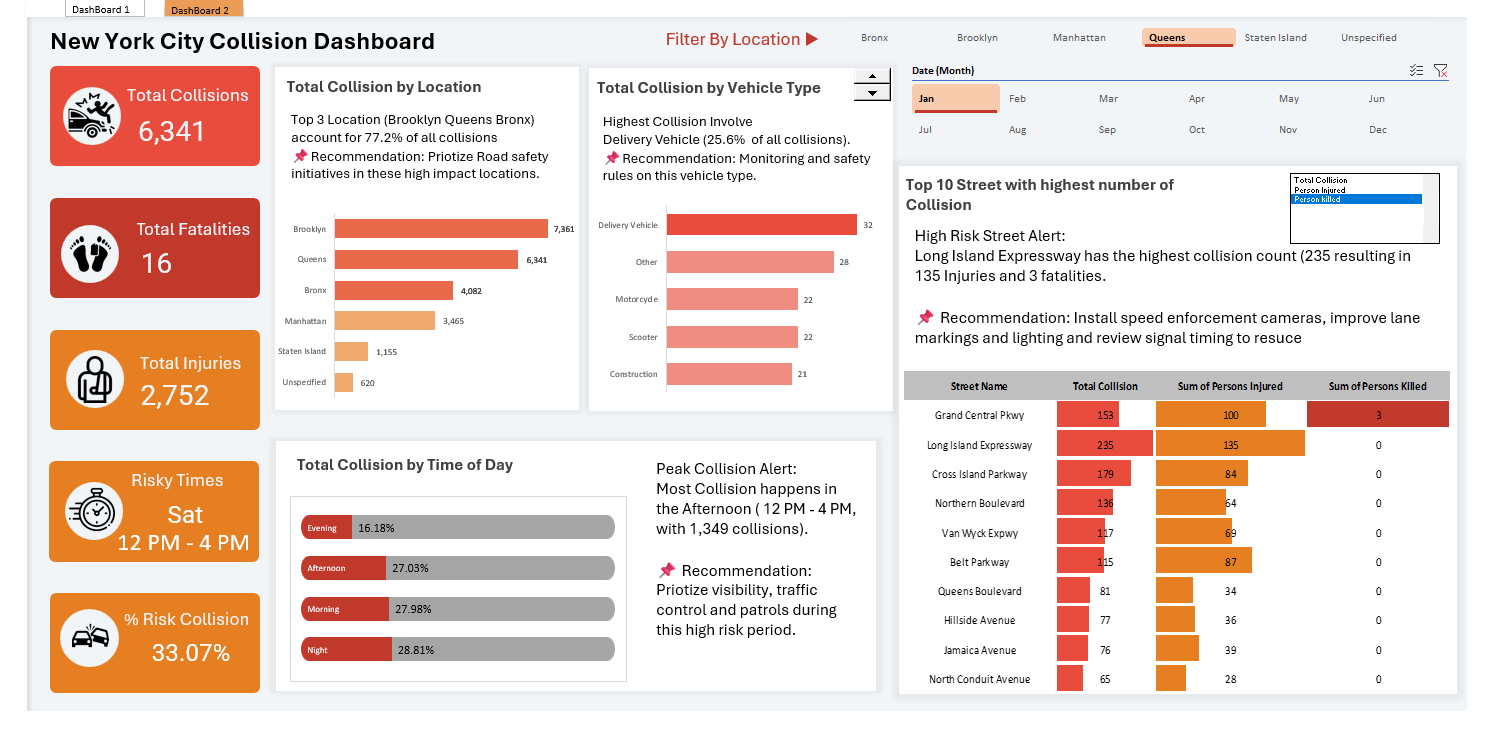 DashBoard 1
DashBoard 2
New York City Collision Dashboard
Filter By Location ▶
Bronx
Brooklyn
Manhattan
Queens
Staten Island
Unspecified
Date (Month)
Jan
Feb
Mar
Apr
May
Jun
Jul
Aug
Sep
Oct
Nov
Dec
Total Collisions
6,341
Total Fatalities
16
Total Injuries
2,752
Risky Times
Sat
12 PM - 4 PM
% Risk Collision
33.07%
Total Collision by Location
Top 3 Location (Brooklyn Queens Bronx)
account for 77.2% of all collisions
📌 Recommendation: Priotize Road safety
initiatives in these high impact locations.
Brooklyn 7,361
Queens 6,341
Bronx 4,082
Manhattan 3,465
Staten Island 1,155
Unspecified 620
Total Collision by Vehicle Type
Highest Collision Involve
Delivery Vehicle (25.6% of all collisions).
📌 Recommendation: Monitoring and safety
rules on this vehicle type.
Delivery Vehicle 32
Other 28
Motorcycle 22
Scooter 22
Construction 21
Total Collision by Time of Day
Evening 16.18%
Afternoon 27.03%
Morning 27.98%
Night 28.81%
Peak Collision Alert:
Most Collision happens in
the Afternoon ( 12 PM - 4 PM,
with 1,349 collisions).
📌 Recommendation:
Priotize visibility, traffic
control and patrols during
this high risk period.
Top 10 Street with highest number of
Collision
Total Collision
Person Injured
Person killed
High Risk Street Alert:
Long Island Expressway has the highest collision count (235 resulting in
135 Injuries and 3 fatalities.
📌 Recommendation: Install speed enforcement cameras, improve lane
markings and lighting and review signal timing to resuce
Street Name Total Collision Sum of Persons Injured Sum of Persons Killed
Grand Central Pkwy 153 100 3
Long Island Expressway 235 135 0
Cross Island Parkway 179 84 0
Northern Boulevard 136 64 0
Van Wyck Expwy 117 69 0
Belt Parkway 115 87 0
Queens Boulevard 81 34 0
Hillside Avenue 77 36 0
Jamaica Avenue 76 39 0
North Conduit Avenue 65 28 0